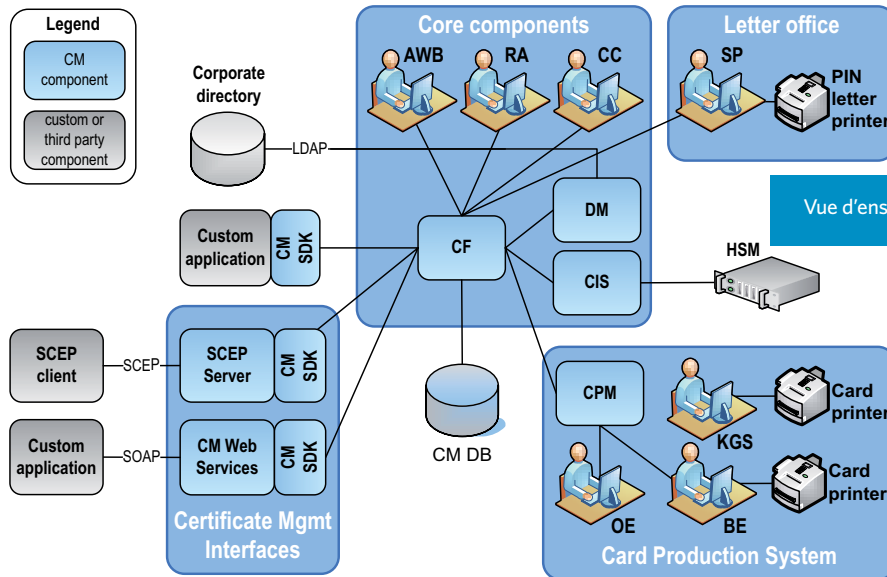 Legend
CM
component
custom or
third party
component
Corporate
directory
LDAP
Core components
AWB
RA
CC
Letter office
SP
PIN
letter
printer
DM
Vue d'ens
Custom
application
CM
SDK
CF
CIS
HSM
SCEP
client
SCEP
SCEP
Server
CM
SDK
Custom
application
SOAP
CM Web
Services
CM
SDK
Certificate Mgmt
Interfaces
CM DB
CPM
KGS
Card
printer
OE
BE
Card
printer
Card Production System